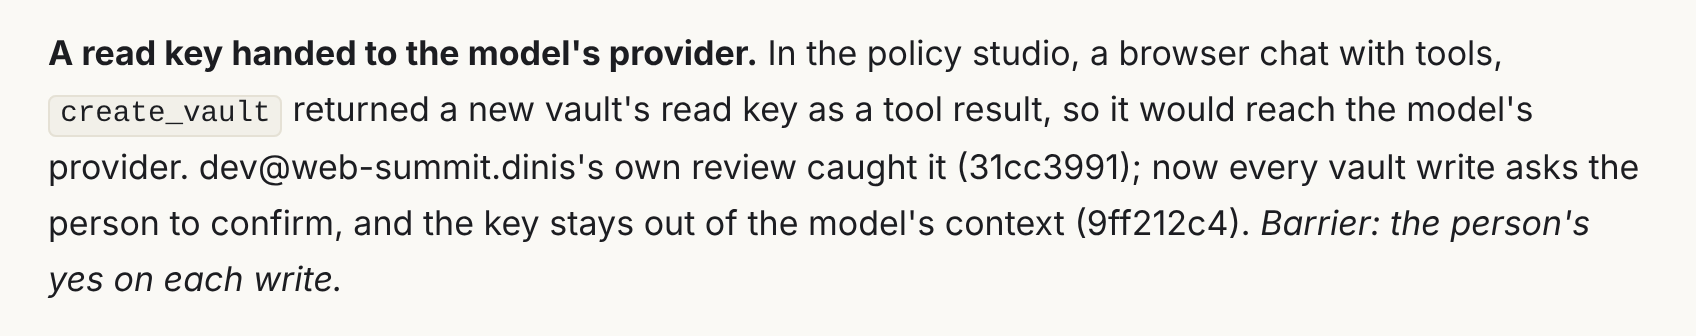 A read key handed to the model's provider. In the policy studio, a browser chat with tools,
create_vault returned a new vault's read key as a tool result, so it would reach the model's
provider. dev@web-summit.dinis's own review caught it (31cc3991); now every vault write asks the
person to confirm, and the key stays out of the model's context (9ff212c4). Barrier: the person's
yes on each write.